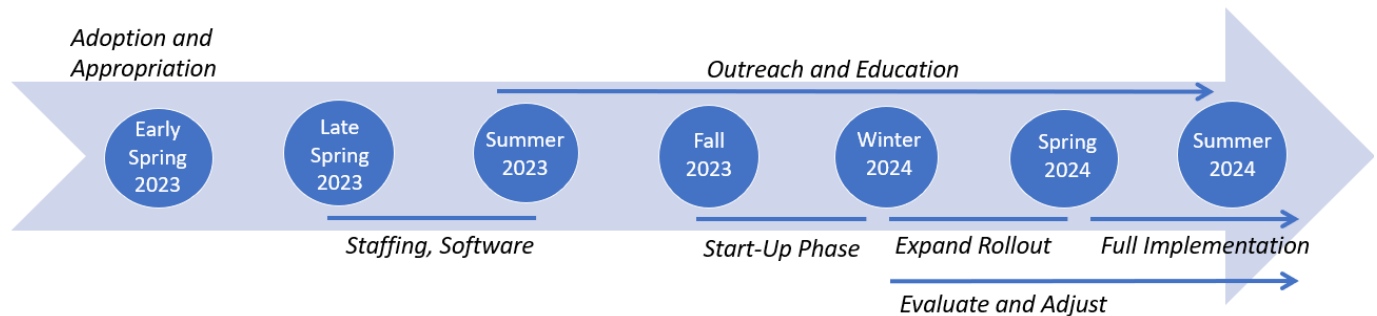 Adoption and
Appropriation
Outreach and Education
Early
Spring
2023
Late
Spring
2023
Summer
2023
Fall
2023
Winter
2024
Spring
2024
Summer
2024
Staffing, Software
Start-Up Phase
Expand Rollout
Full Implementation
Evaluate and Adjust